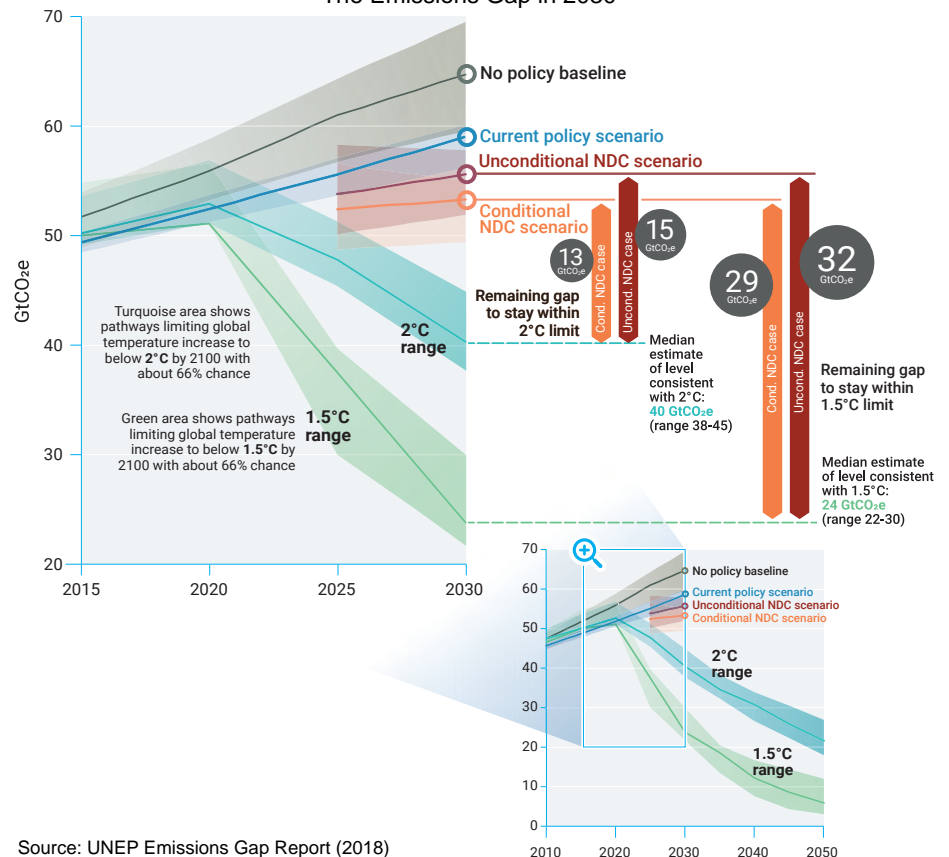 The Emissions Gap in 2030
70
60
50
40
30
20
GtCO₂e
2015
2020
2025
2030
No policy baseline
Current policy scenario
Unconditional NDC scenario
Conditional
NDC scenario
Turquoise area shows
pathways limiting global
temperature increase to
below 2°C by 2100 with
about 66% chance
Green area shows pathways
limiting global temperature
increase to below 1.5°C by
2100 with about 66% chance
2°C
range
1.5°C
range
13
GtCO₂e
15
GtCO₂e
29
GtCO₂e
32
GtCO₂e
Cond. NDC case
Uncond. NDC case
Cond. NDC case
Uncond. NDC case
Remaining gap
to stay within
2°C limit
Median
estimate
of level
consistent
with 2°C:
40 GtCO₂e
(range 38-45)
Remaining gap
to stay within
1.5°C limit
Median estimate
of level consistent
with 1.5°C:
24 GtCO₂e
(range 22-30)
70
60
50
40
30
20
10
0
2010
2020
2030
2040
2050
No policy baseline
Current policy scenario
Unconditional NDC scenario
Conditional NDC scenario
2°C
range
1.5°C
range
Source: UNEP Emissions Gap Report (2018)